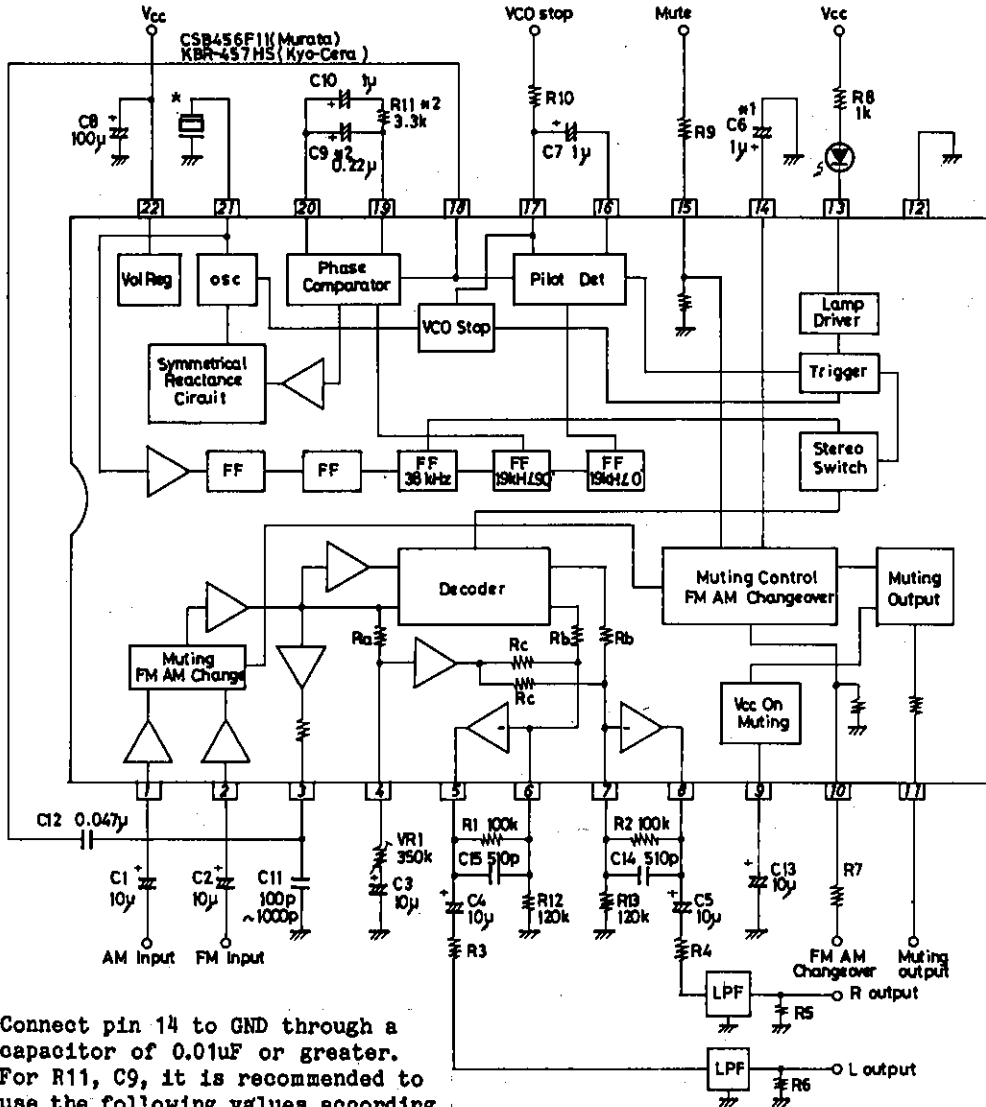 Vcc
VCO stop
Mute
Vcc
CSB456F11(Murata)
KBR-457HS(Kyo-Cera)
C10 1μ
R11 *2
3.3k
C9 *2
0.22μ
*
C8
100μ
R10
C7 1μ
R9
*1
C6
1μ
R8
1k
22 21 20 19 18 17 16 15 14 13 12
Vol Reg
osc
Phase
Comparator
Pilot Det
VCO Stop
Lamp
Driver
Symmetrical
Reactance
Circuit
Trigger
Stereo
Switch
FF
FF
FF
38kHz
FF
19kH∠90°
FF
19kH∠0
Decoder
Muting Control
FM AM Changeover
Muting
Output
Ra
Rb
Rb
Rc
Rc
Muting
FM AM Change
Vcc On
Muting
1 2 3 4 5 6 7 8 9 10 11
C12 0.047μ
R1 100k
C15 510p
R2 100k
C14 510p
VR1
350k
C1
10μ
C2
10μ
C11
100p
~1000p
C3
10μ
C4
10μ
R12
120k
R13
120k
C5
10μ
C13
10μ
R7
R3
R4
AM Input
FM Input
FM AM
Changeover
Muting
output
LPF
R5
R output
LPF
R6
L output
Connect pin 14 to GND through a
capacitor of 0.01uF or greater.
For R11, C9, it is recommended to
use the following values according